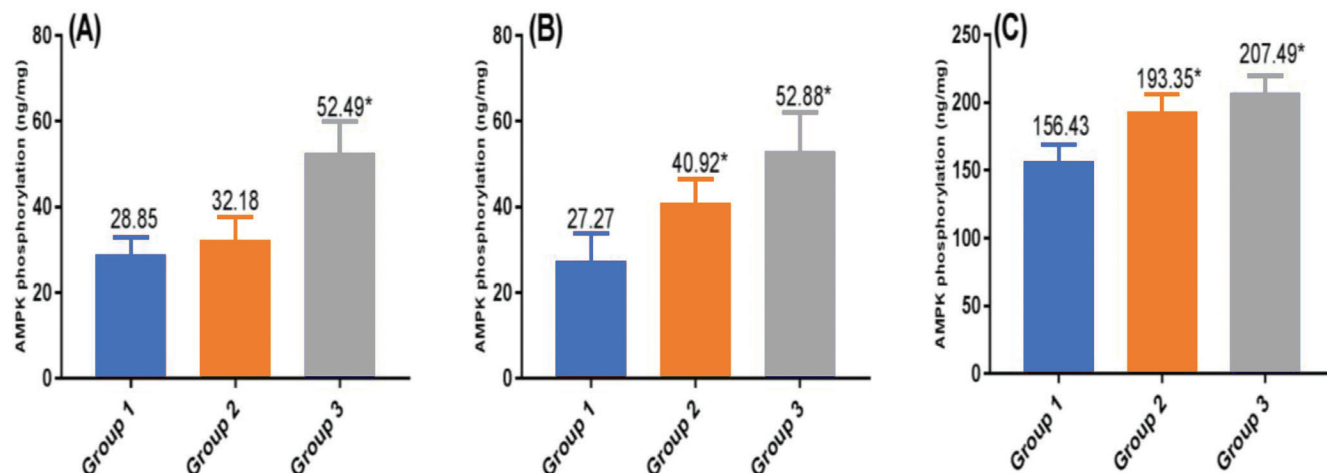 (A)
AMPK phosphorylation (ng/mg)
80
60
40
20
0
28.85
32.18
52.49*
Group 1
Group 2
Group 3
(B)
AMPK phosphorylation (ng/mg)
80
60
40
20
0
27.27
40.92*
52.88*
Group 1
Group 2
Group 3
(C)
AMPK phosphorylation (ng/mg)
250
200
150
100
50
0
156.43
193.35*
207.49*
Group 1
Group 2
Group 3